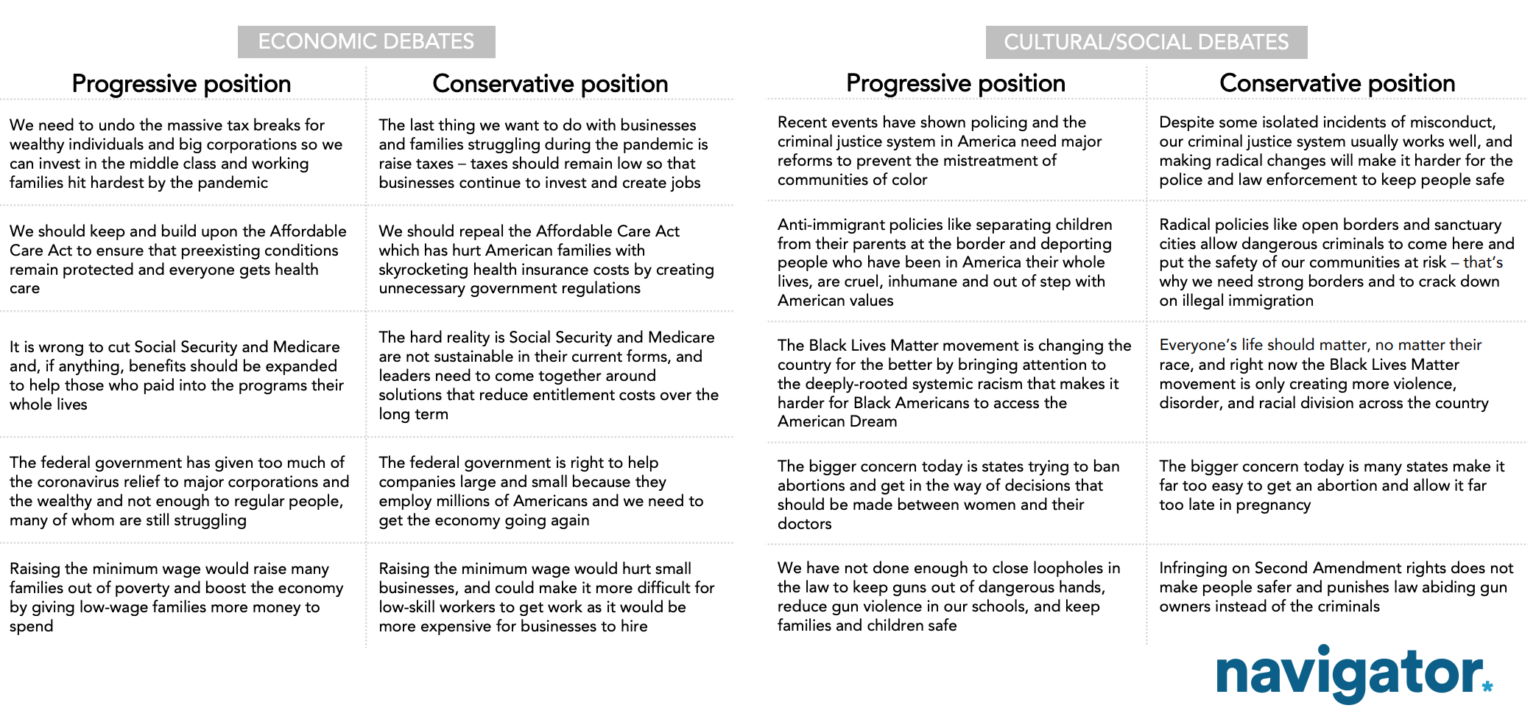 ECONOMIC DEBATES
Progressive position
Conservative position
We need to undo the massive tax breaks for
wealthy individuals and big corporations so we
can invest in the middle class and working
families hit hardest by the pandemic
The last thing we want to do with businesses
and families struggling during the pandemic is
raise taxes – taxes should remain low so that
businesses continue to invest and create jobs
We should keep and build upon the Affordable
Care Act to ensure that preexisting conditions
remain protected and everyone gets health
care
We should repeal the Affordable Care Act
which has hurt American families with
skyrocketing health insurance costs by creating
unnecessary government regulations
It is wrong to cut Social Security and Medicare
and, if anything, benefits should be expanded
to help those who paid into the programs their
whole lives
The hard reality is Social Security and Medicare
are not sustainable in their current forms, and
leaders need to come together around
solutions that reduce entitlement costs over the
long term
The federal government has given too much of
the coronavirus relief to major corporations and
the wealthy and not enough to regular people,
many of whom are still struggling
The federal government is right to help
companies large and small because they
employ millions of Americans and we need to
get the economy going again
Raising the minimum wage would raise many
families out of poverty and boost the economy
by giving low-wage families more money to
spend
Raising the minimum wage would hurt small
businesses, and could make it more difficult for
low-skill workers to get work as it would be
more expensive for businesses to hire
CULTURAL/SOCIAL DEBATES
Progressive position
Conservative position
Recent events have shown policing and the
criminal justice system in America need major
reforms to prevent the mistreatment of
communities of color
Despite some isolated incidents of misconduct,
our criminal justice system usually works well, and
making radical changes will make it harder for the
police and law enforcement to keep people safe
Anti-immigrant policies like separating children
from their parents at the border and deporting
people who have been in America their whole
lives, are cruel, inhumane and out of step with
American values
Radical policies like open borders and sanctuary
cities allow dangerous criminals to come here and
put the safety of our communities at risk – that's
why we need strong borders and to crack down
on illegal immigration
The Black Lives Matter movement is changing the
country for the better by bringing attention to
the deeply-rooted systemic racism that makes it
harder for Black Americans to access the
American Dream
Everyone's life should matter, no matter their
race, and right now the Black Lives Matter
movement is only creating more violence,
disorder, and racial division across the country
The bigger concern today is states trying to ban
abortions and get in the way of decisions that
should be made between women and their
doctors
The bigger concern today is many states make it
far too easy to get an abortion and allow it far
too late in pregnancy
We have not done enough to close loopholes in
the law to keep guns out of dangerous hands,
reduce gun violence in our schools, and keep
families and children safe
Infringing on Second Amendment rights does not
make people safer and punishes law abiding gun
owners instead of the criminals
navigator.*